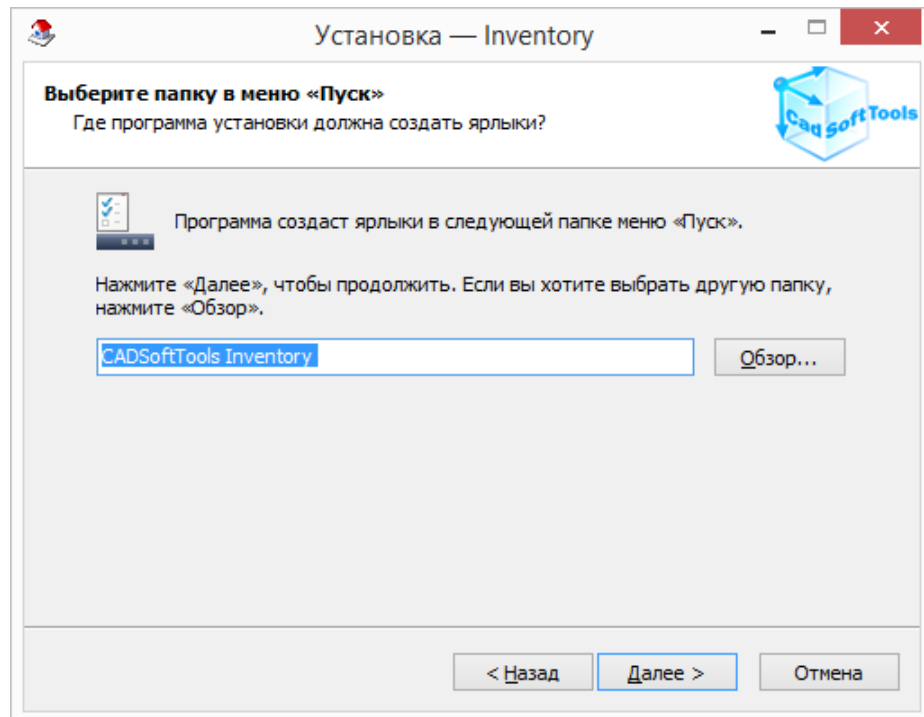 Установка — Inventory
Выберите папку в меню «Пуск»
Где программа установки должна создать ярлыки?
Cad Soft Tools
Программа создаст ярлыки в следующей папке меню «Пуск».
Нажмите «Далее», чтобы продолжить. Если вы хотите выбрать другую папку,
нажмите «Обзор».
CADSoftTools Inventory
Обзор...
< Назад
Далее >
Отмена